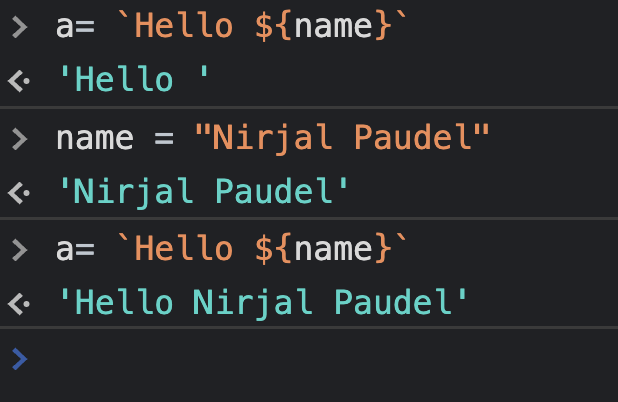 > a= `Hello ${name}`
'Hello '
> name = "Nirjal Paudel"
'Nirjal Paudel'
> a= `Hello ${name}`
'Hello Nirjal Paudel'
>